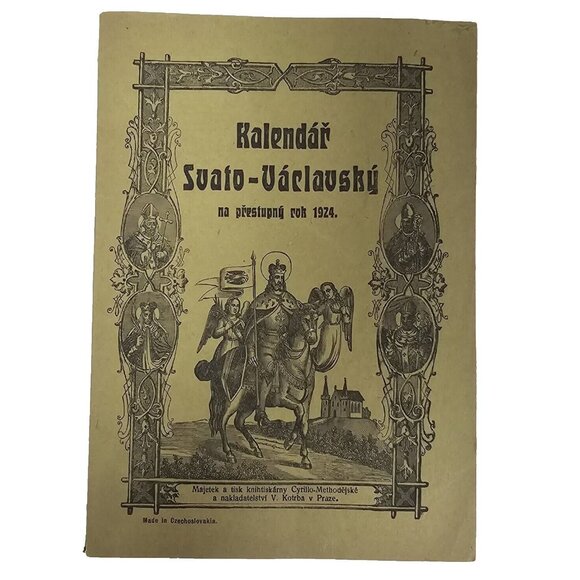 Kalendář
Svato-Václavský
na přestupný rok 1924.
Majetek a tisk knihtiskárny Cyrillo-Methodějské
a nakladatelství V. Kotrba v Praze.
Made in Czechoslovakia.